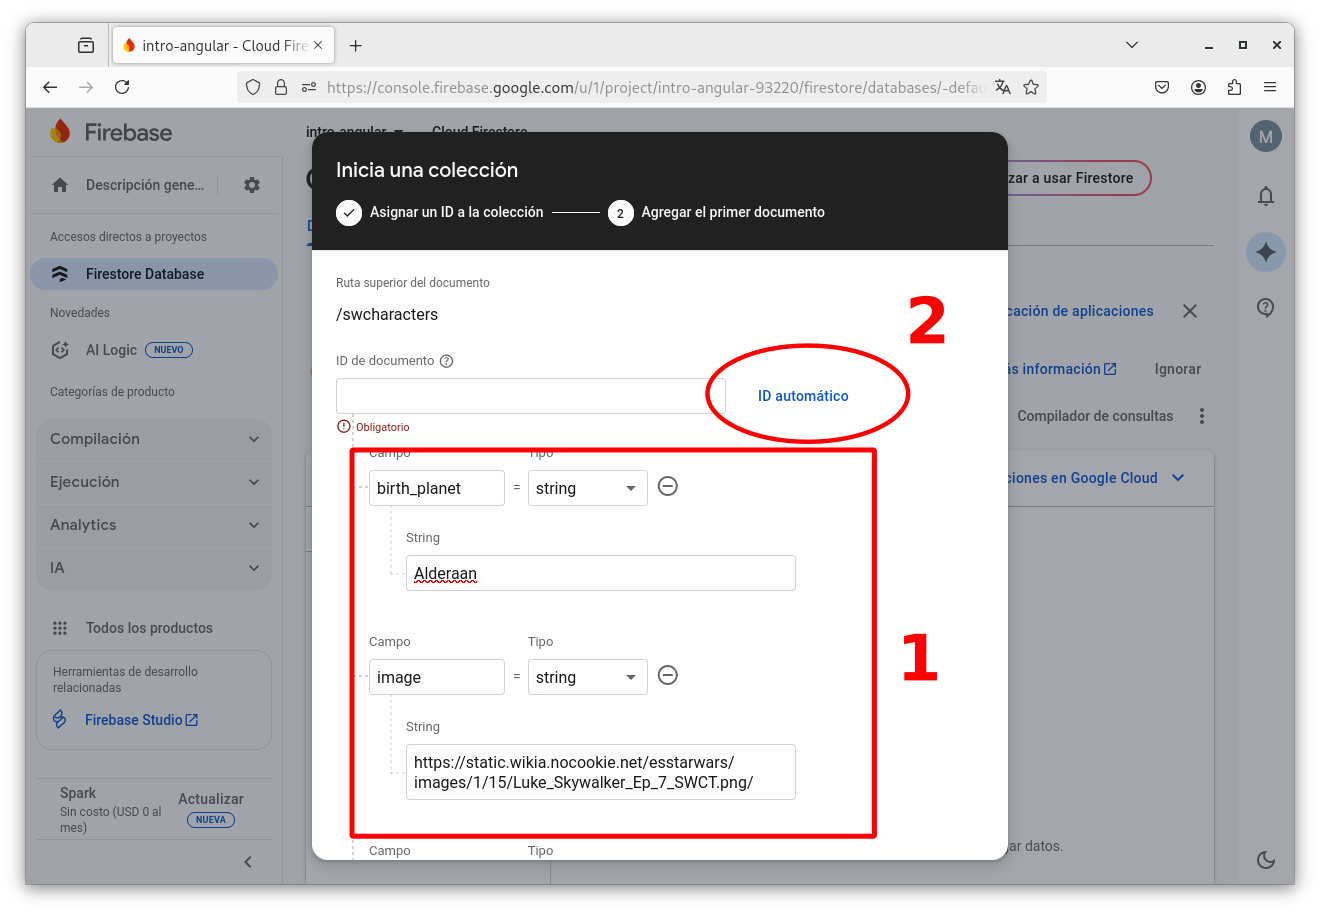 intro-angular - Cloud Fire
https://console.firebase.google.com/u/1/project/intro-angular-93220/firestore/databases/-defau
Firebase
intro-angular
Cloud Firestore
M
Inicia una colección
Descripción gene...
zar a usar Firestore
Asignar un ID a la colección
2
Agregar el primer documento
Accesos directos a proyectos
Firestore Database
Ruta superior del documento
/swcharacters
2
Novedades
cación de aplicaciones
AI Logic
NUEVO
ID de documento
Categorías de producto
ID automático
ás información
Ignorar
Compilador de consultas
Obligatorio
Compilación
Campo
Tipo
Ejecución
birth_planet
=
string
ciones en Google Cloud
Analytics
String
IA
Alderaan
Todos los productos
Campo
Tipo
1
Herramientas de desarrollo
relacionadas
image
=
string
Firebase Studio
String
https://static.wikia.nocookie.net/esstarwars/
images/1/15/Luke_Skywalker_Ep_7_SWCT.png/
Spark
Sin costo (USD 0 al
mes)
Actualizar
NUEVA
Campo
Tipo
ar datos.